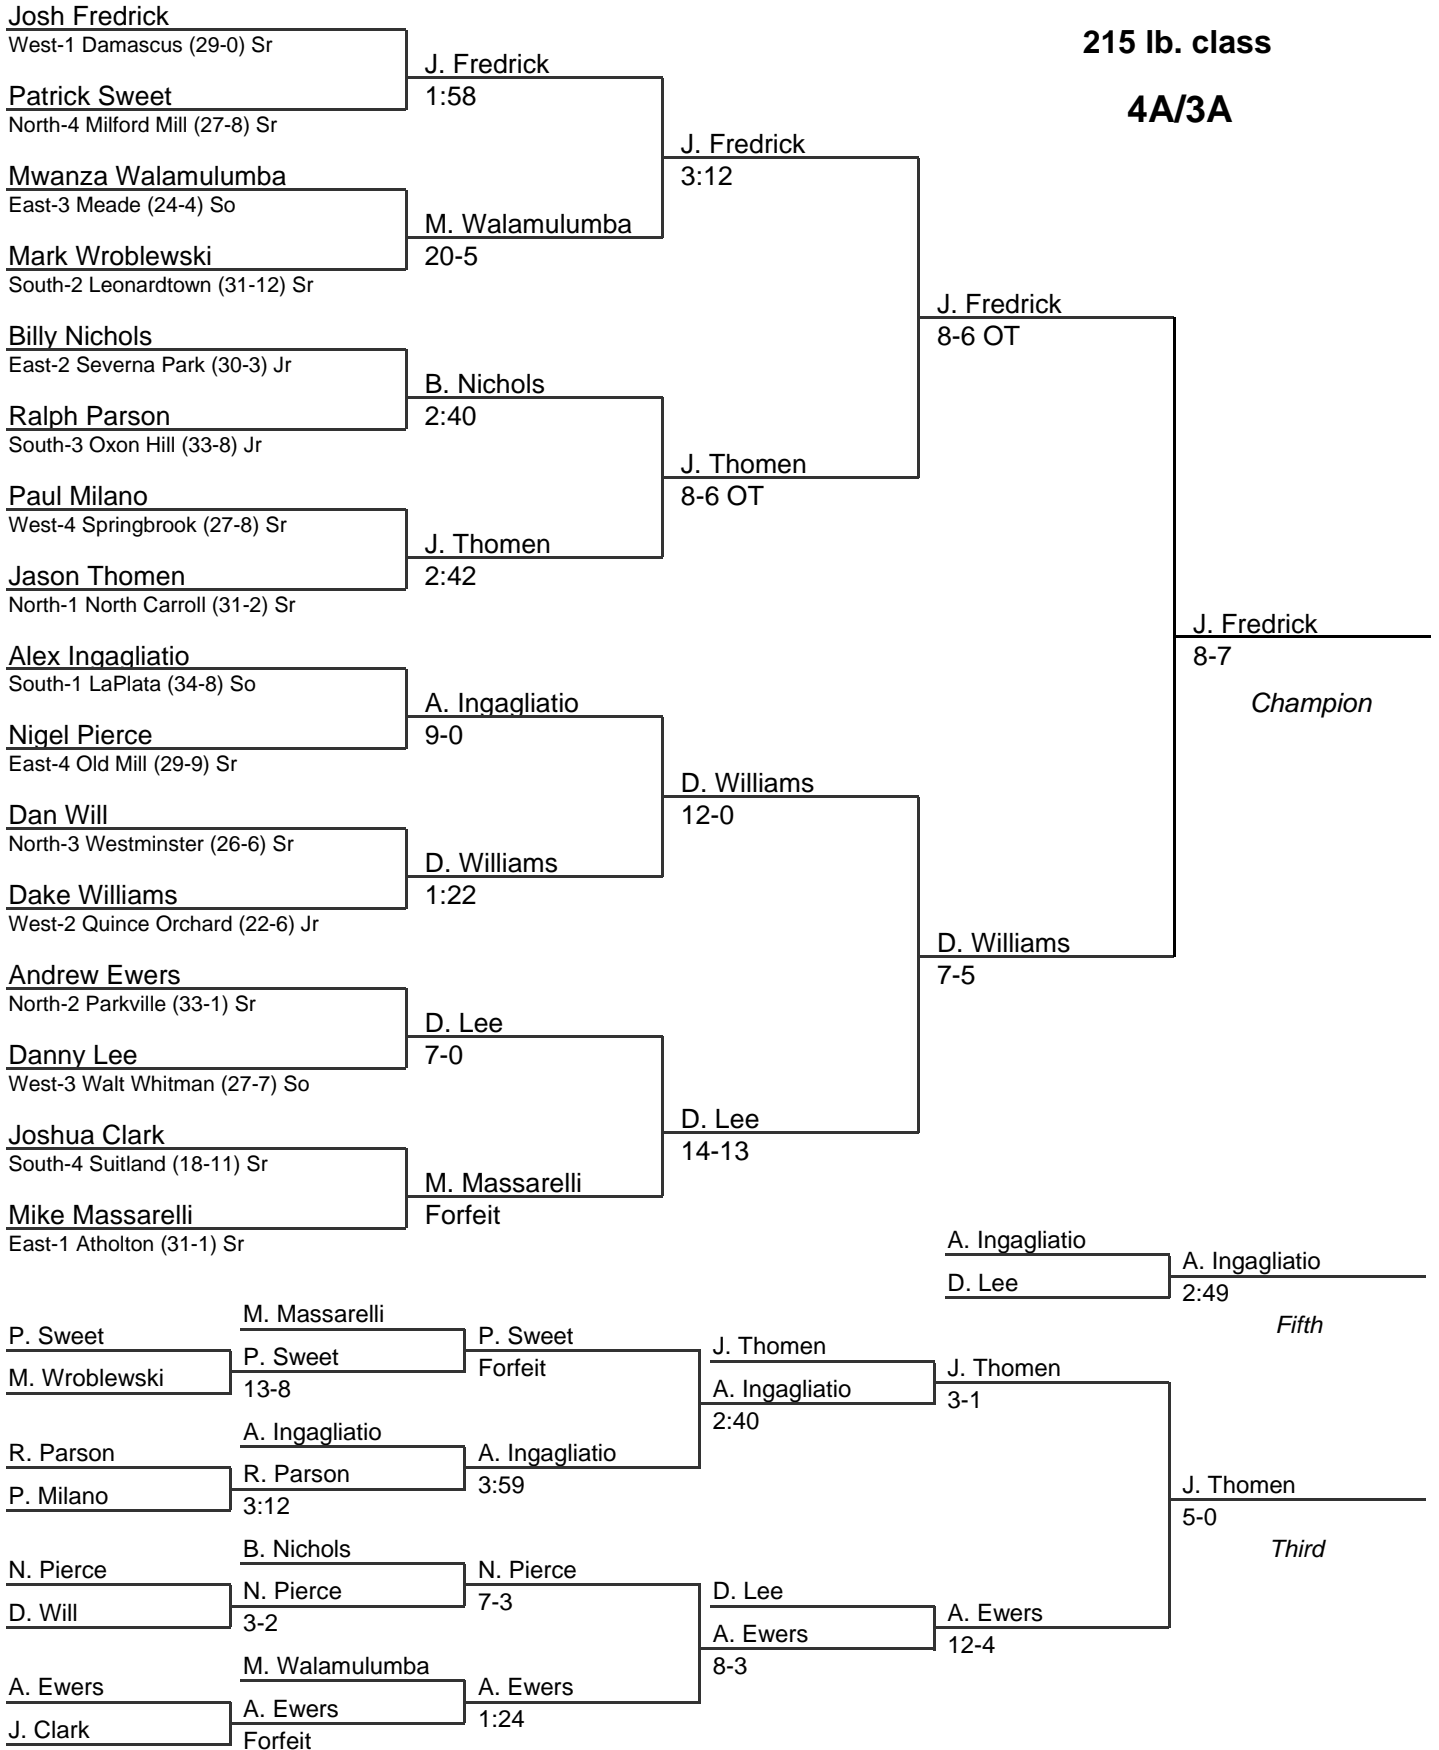 215 lb. class
4A/3A
Josh Fredrick
West-1 Damascus (29-0) Sr
Patrick Sweet
North-4 Milford Mill (27-8) Sr
Mwanza Walamulumba
East-3 Meade (24-4) So
Mark Wroblewski
South-2 Leonardtown (31-12) Sr
Billy Nichols
East-2 Severna Park (30-3) Jr
Ralph Parson
South-3 Oxon Hill (33-8) Jr
Paul Milano
West-4 Springbrook (27-8) Sr
Jason Thomen
North-1 North Carroll (31-2) Sr
Alex Ingagliatio
South-1 LaPlata (34-8) So
Nigel Pierce
East-4 Old Mill (29-9) Sr
Dan Will
North-3 Westminster (26-6) Sr
Dake Williams
West-2 Quince Orchard (22-6) Jr
Andrew Ewers
North-2 Parkville (33-1) Sr
Danny Lee
West-3 Walt Whitman (27-7) So
Joshua Clark
South-4 Suitland (18-11) Sr
Mike Massarelli
East-1 Atholton (31-1) Sr
J. Fredrick
1:58
M. Walamulumba
20-5
B. Nichols
2:40
J. Thomen
2:42
A. Ingagliatio
9-0
D. Williams
1:22
D. Lee
7-0
M. Massarelli
Forfeit
J. Fredrick
3:12
J. Thomen
8-6 OT
D. Williams
12-0
D. Lee
14-13
J. Fredrick
8-6 OT
D. Williams
7-5
J. Fredrick
8-7
Champion
A. Ingagliatio
D. Lee
A. Ingagliatio
2:49
Fifth
P. Sweet
M. Wroblewski
R. Parson
P. Milano
N. Pierce
D. Will
A. Ewers
J. Clark
M. Massarelli
P. Sweet
13-8
A. Ingagliatio
R. Parson
3:12
B. Nichols
N. Pierce
3-2
M. Walamulumba
A. Ewers
Forfeit
P. Sweet
Forfeit
A. Ingagliatio
3:59
N. Pierce
7-3
A. Ewers
1:24
J. Thomen
A. Ingagliatio
2:40
D. Lee
A. Ewers
8-3
J. Thomen
3-1
A. Ewers
12-4
J. Thomen
5-0
Third